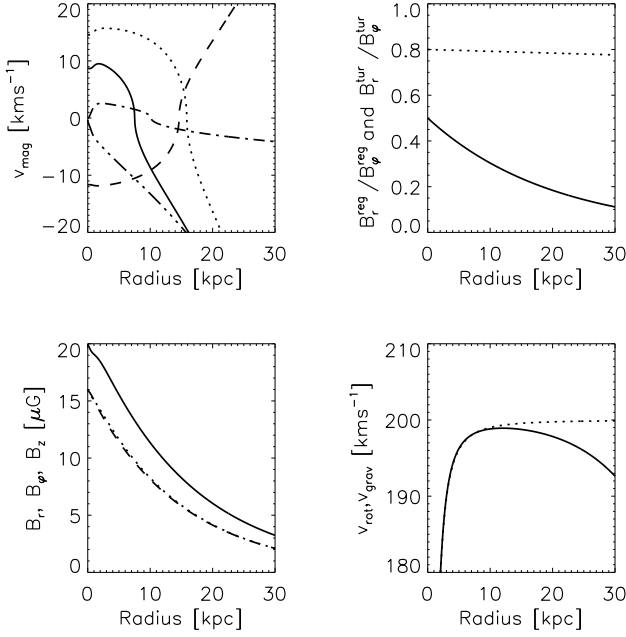 20
10
0
−10
−20
v_mag [kms^−1]
0 10 20 30
Radius [kpc]
1.0
0.8
0.6
0.4
0.2
0.0
B_r^reg /B_φ^reg and B_r^tur /B_φ^tur
0 10 20 30
Radius [kpc]
20
15
10
5
0
B_r, B_φ, B_z [μG]
0 10 20 30
Radius [kpc]
210
200
190
180
v_rot,v_grav [kms^−1]
0 10 20 30
Radius [kpc]